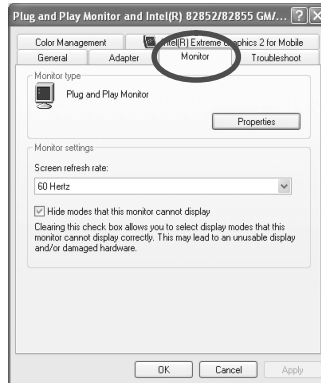 Plug and Play Monitor and Intel(R) 82852/82855 GM/...
Color Management
Intel(R) Extreme Graphics 2 for Mobile
General
Adapter
Monitor
Troubleshoot
Monitor type
Plug and Play Monitor
Properties
Monitor settings
Screen refresh rate:
60 Hertz
Hide modes that this monitor cannot display
Clearing this check box allows you to select display modes that this
monitor cannot display correctly. This may lead to an unusable display
and/or damaged hardware.
OK
Cancel
Apply